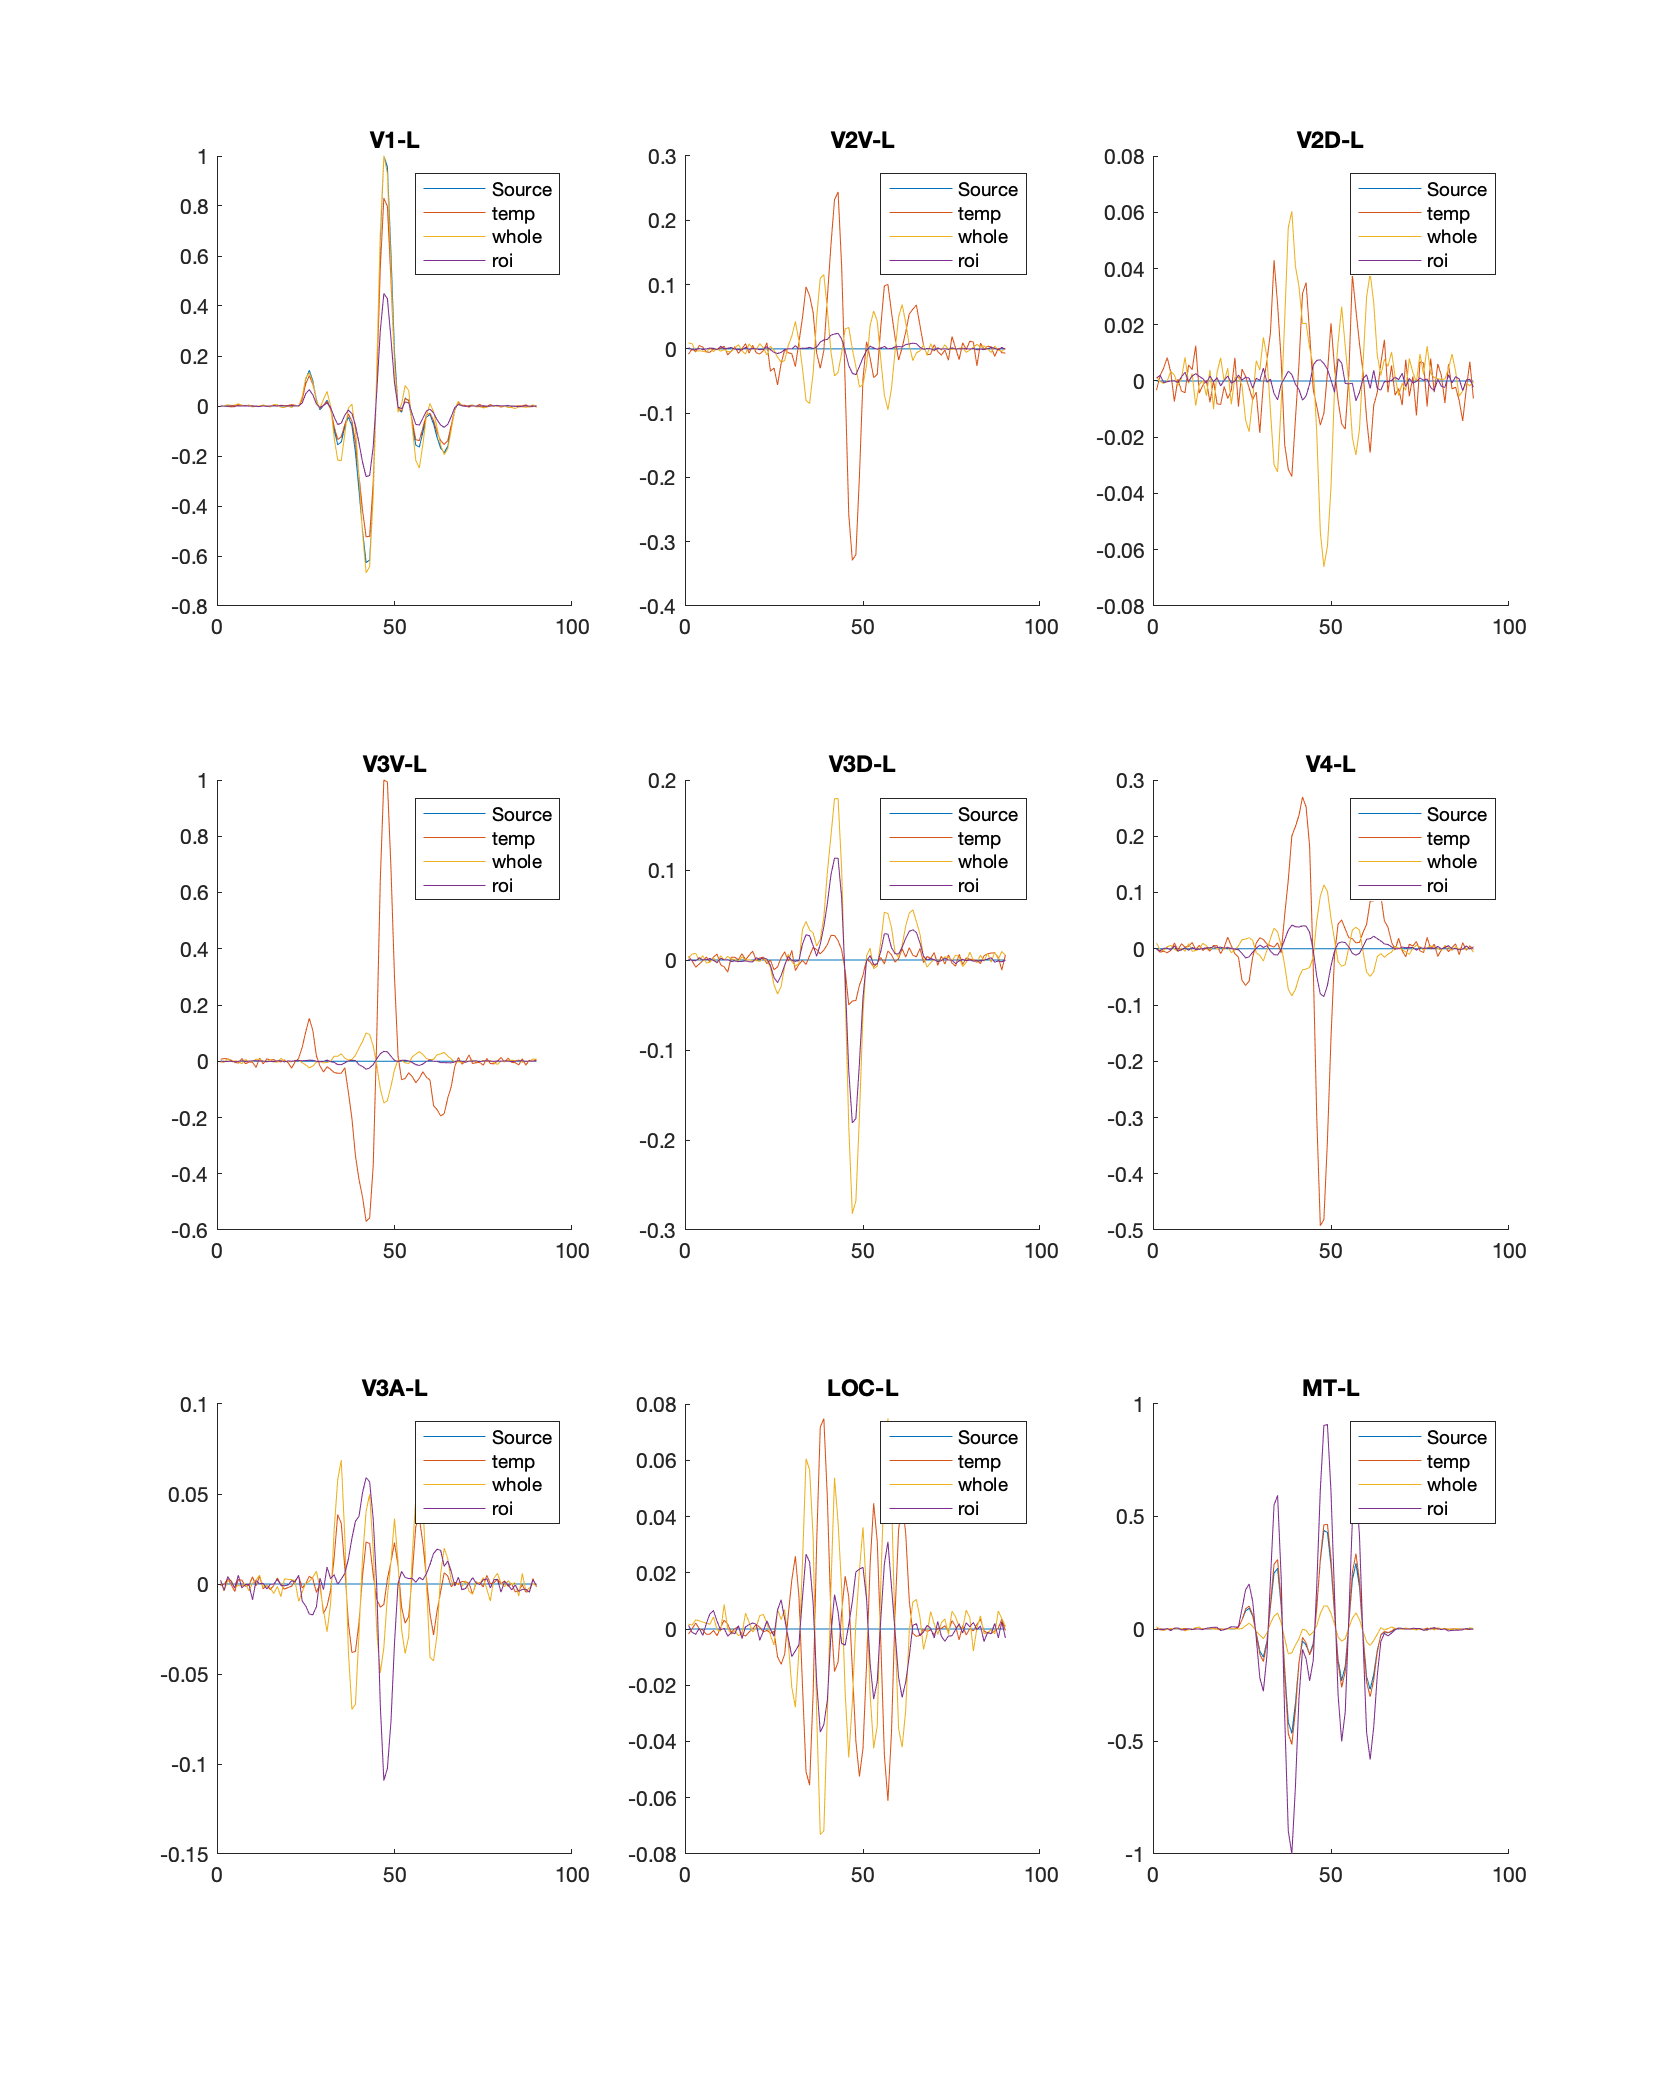 V1-L
1
0.8
0.6
0.4
0.2
0
-0.2
-0.4
-0.6
-0.8
0 50 100
Source
temp
whole
roi
V2V-L
0.3
0.2
0.1
0
-0.1
-0.2
-0.3
-0.4
0 50 100
Source
temp
whole
roi
V2D-L
0.08
0.06
0.04
0.02
0
-0.02
-0.04
-0.06
-0.08
0 50 100
Source
temp
whole
roi
V3V-L
1
0.8
0.6
0.4
0.2
0
-0.2
-0.4
-0.6
0 50 100
Source
temp
whole
roi
V3D-L
0.2
0.1
0
-0.1
-0.2
-0.3
0 50 100
Source
temp
whole
roi
V4-L
0.3
0.2
0.1
0
-0.1
-0.2
-0.3
-0.4
-0.5
0 50 100
Source
temp
whole
roi
V3A-L
0.1
0.05
0
-0.05
-0.1
-0.15
0 50 100
Source
temp
whole
roi
LOC-L
0.08
0.06
0.04
0.02
0
-0.02
-0.04
-0.06
-0.08
0 50 100
Source
temp
whole
roi
MT-L
1
0.5
0
-0.5
-1
0 50 100
Source
temp
whole
roi